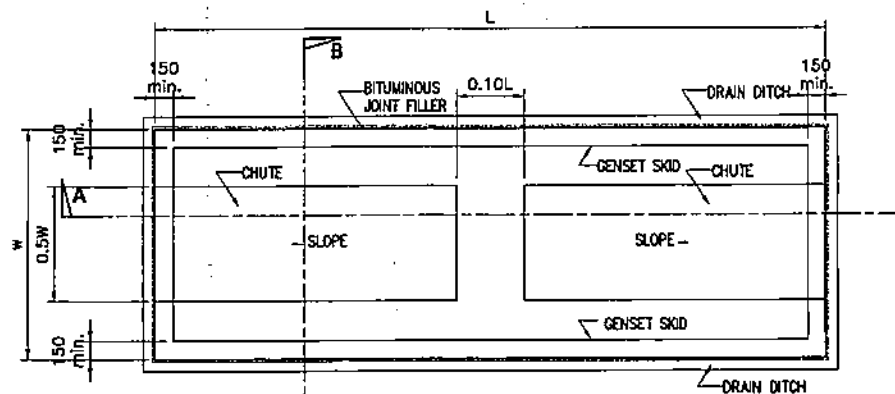 L
B
150
min.
BITUMINOUS
JOINT FILLER
0.10L
DRAIN DITCH
150
min.
150
min.
GENSET SKID
CHUTE
CHUTE
A
W
0.5W
SLOPE
SLOPE
GENSET SKID
150
min.
DRAIN DITCH